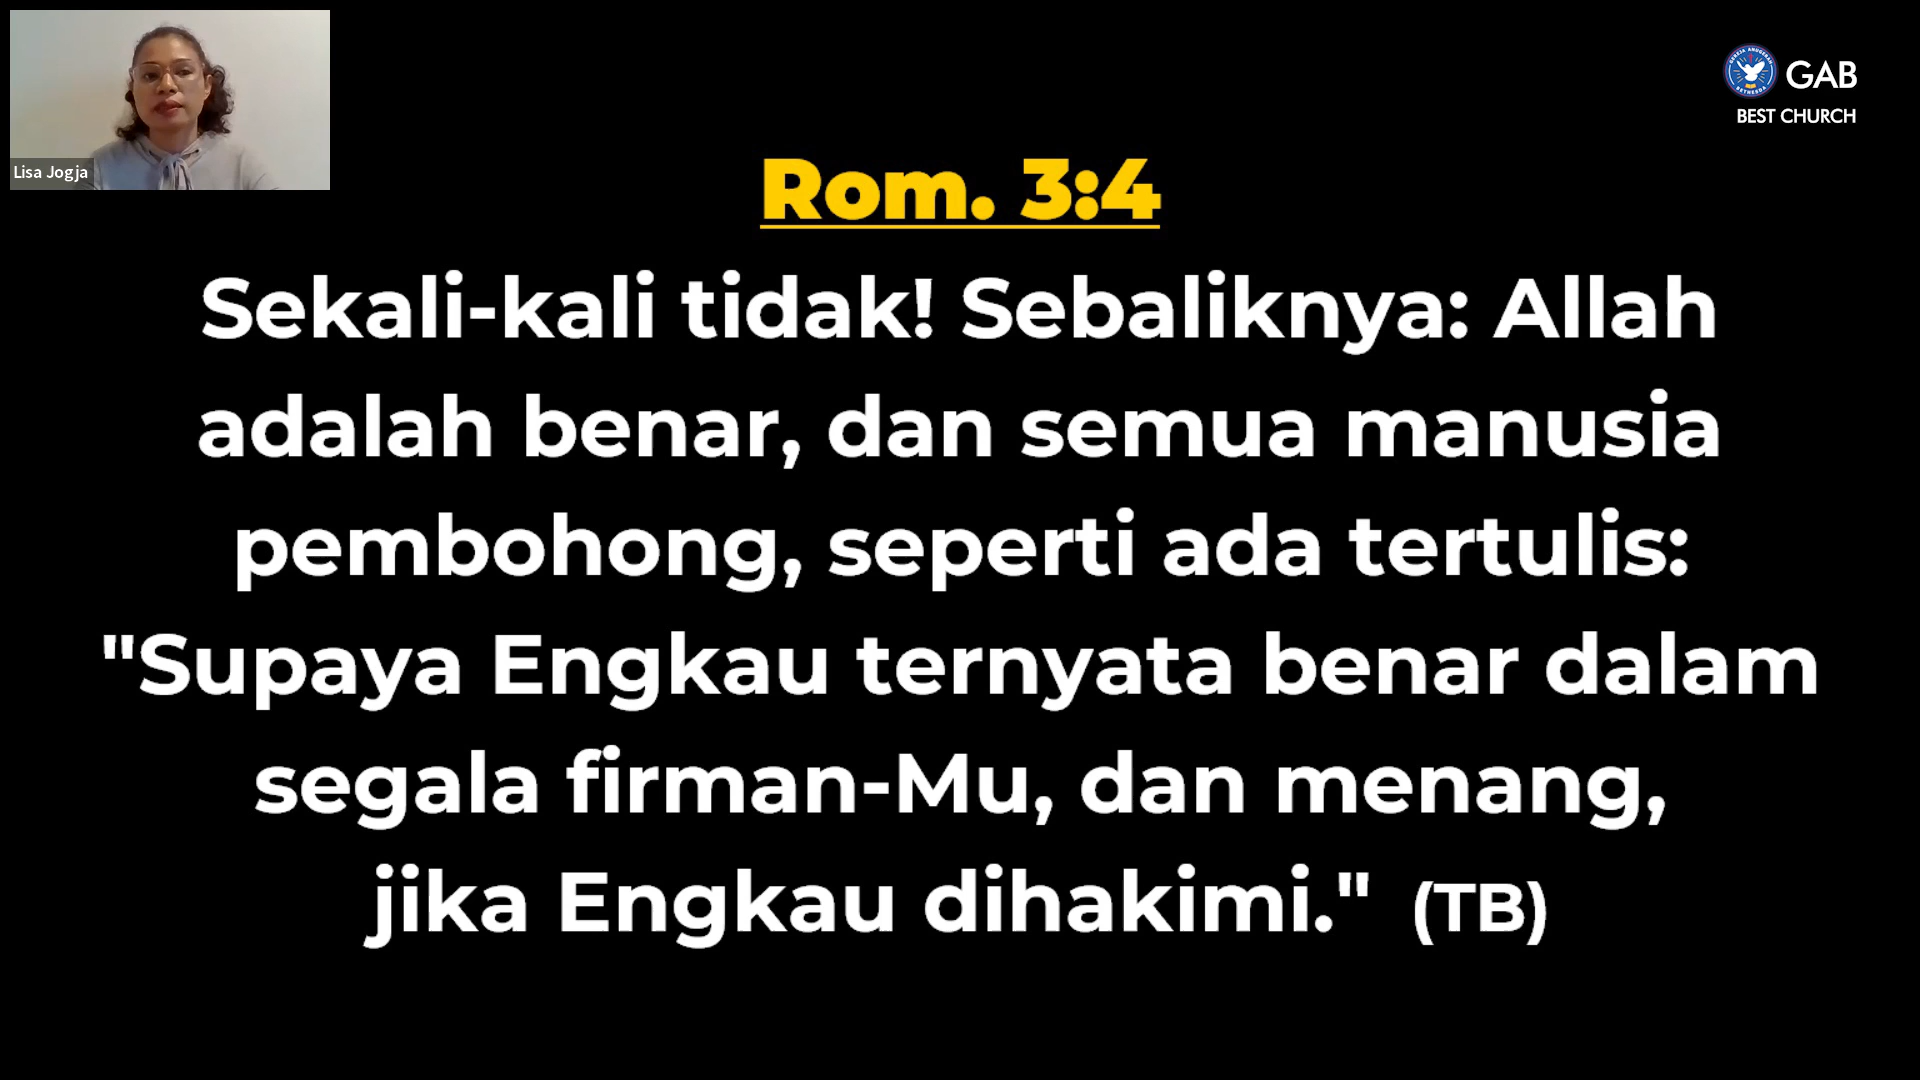 Lisa Jogja
GAB
BEST CHURCH
Rom. 3:4
Sekali-kali tidak! Sebaliknya: Allah
adalah benar, dan semua manusia
pembohong, seperti ada tertulis:
"Supaya Engkau ternyata benar dalam
segala firman-Mu, dan menang,
jika Engkau dihakimi." (TB)